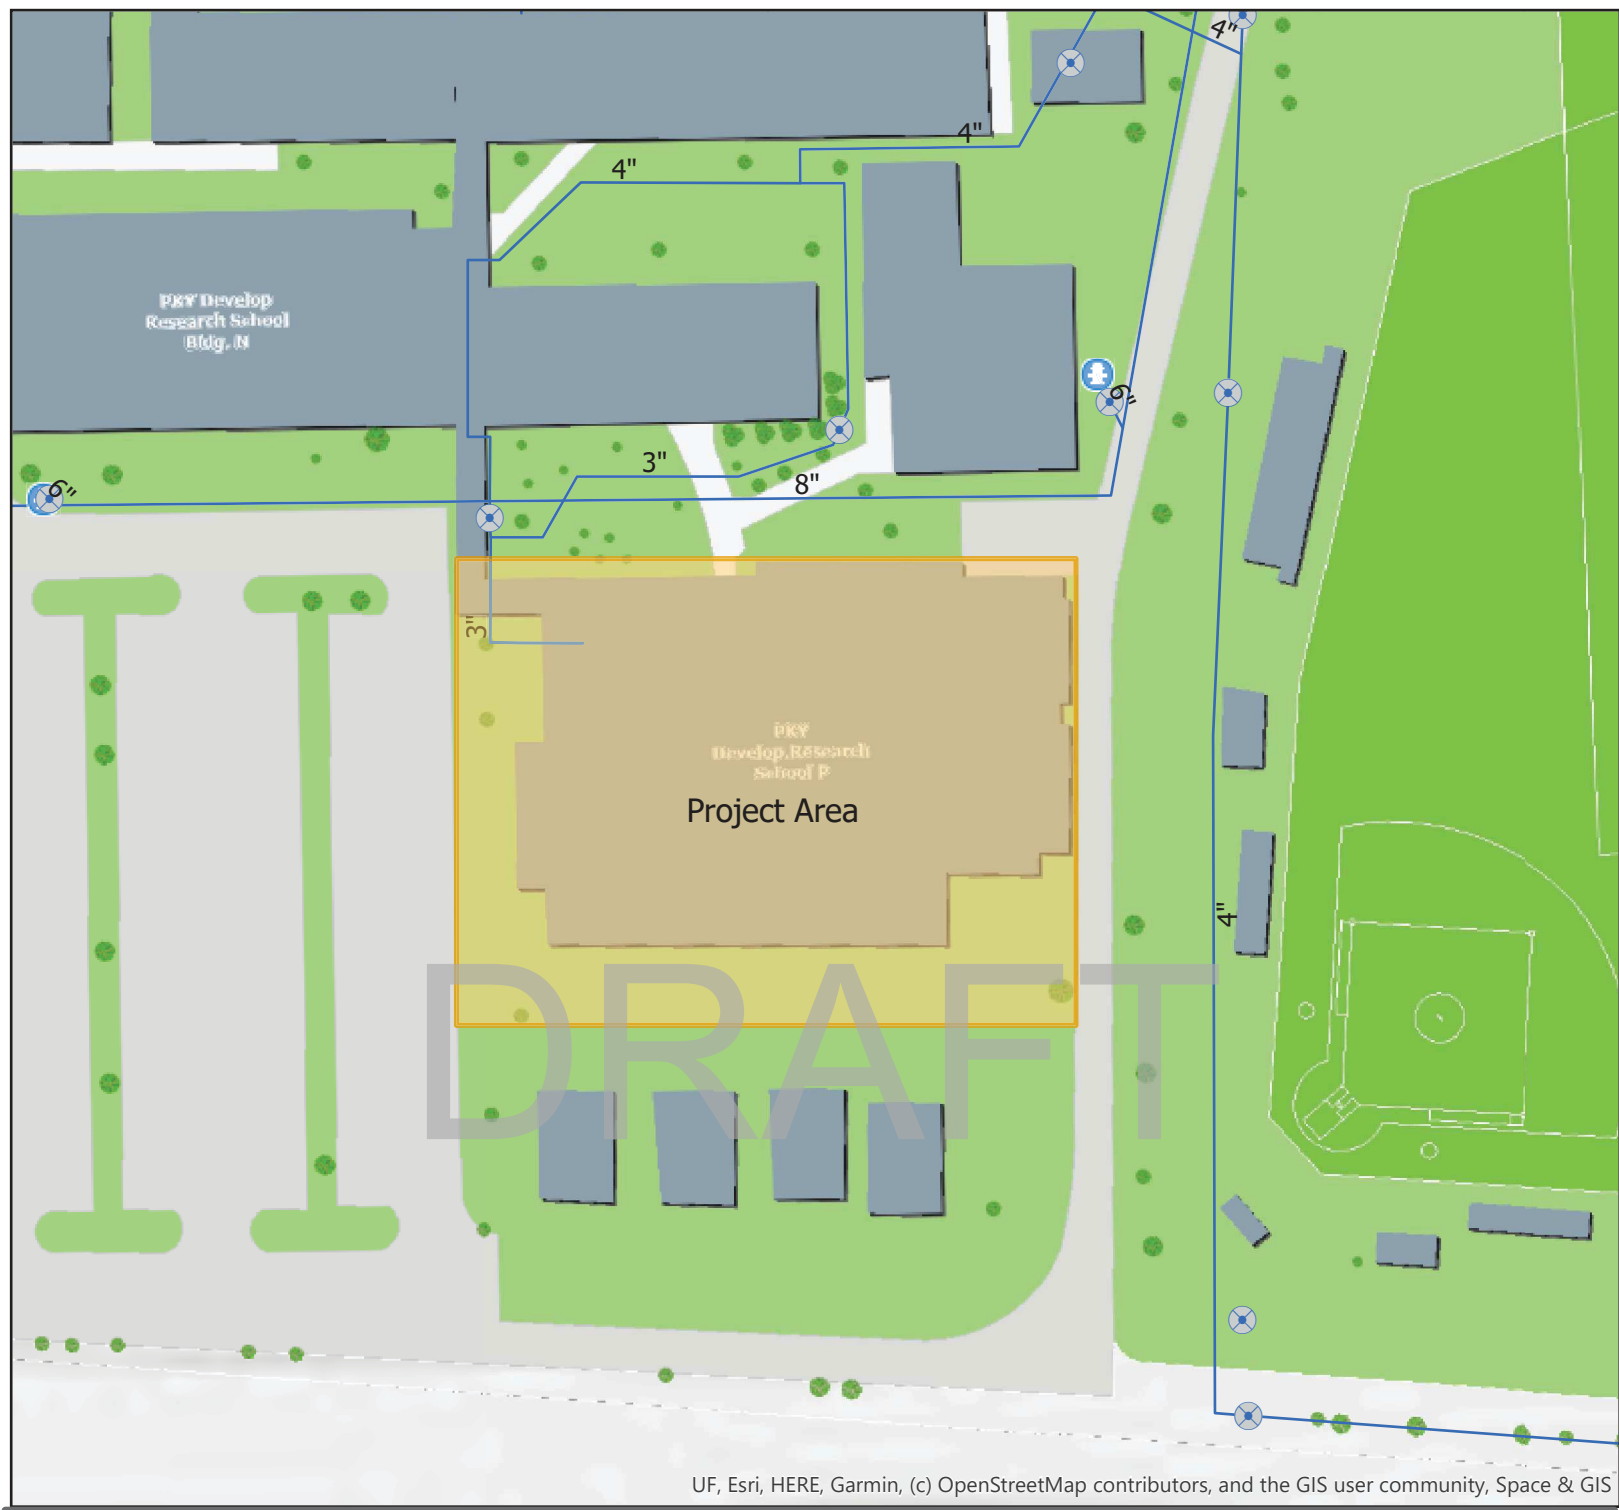 4"
4"
4"
PKY Develop
Research School
Bldg. N
6"
3"
8"
6"
3"
PKY
Develop.Research
School P
Project Area
4"
DRAFT
UF, Esri, HERE, Garmin, (c) OpenStreetMap contributors, and the GIS user community, Space & GIS